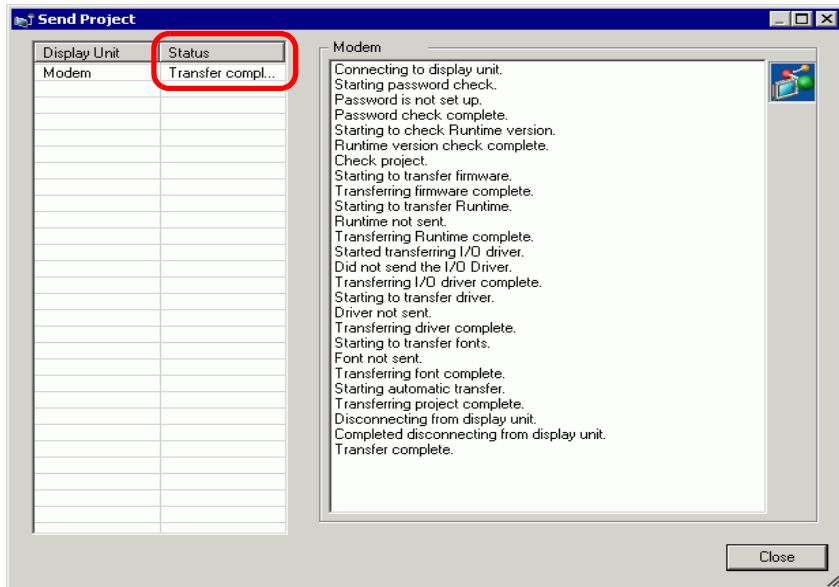 Send Project
Display Unit Status
Modem Transfer compl...
Modem
Connecting to display unit.
Starting password check.
Password is not set up.
Password check complete.
Starting to check Runtime version.
Runtime version check complete.
Check project.
Starting to transfer firmware.
Transferring firmware complete.
Starting to transfer Runtime.
Runtime not sent.
Transferring Runtime complete.
Started transferring I/O driver.
Did not send the I/O Driver.
Transferring I/O driver complete.
Starting to transfer driver.
Driver not sent.
Transferring driver complete.
Starting to transfer fonts.
Font not sent.
Transferring font complete.
Starting automatic transfer.
Transferring project complete.
Disconnecting from display unit.
Completed disconnecting from display unit.
Transfer complete.
Close